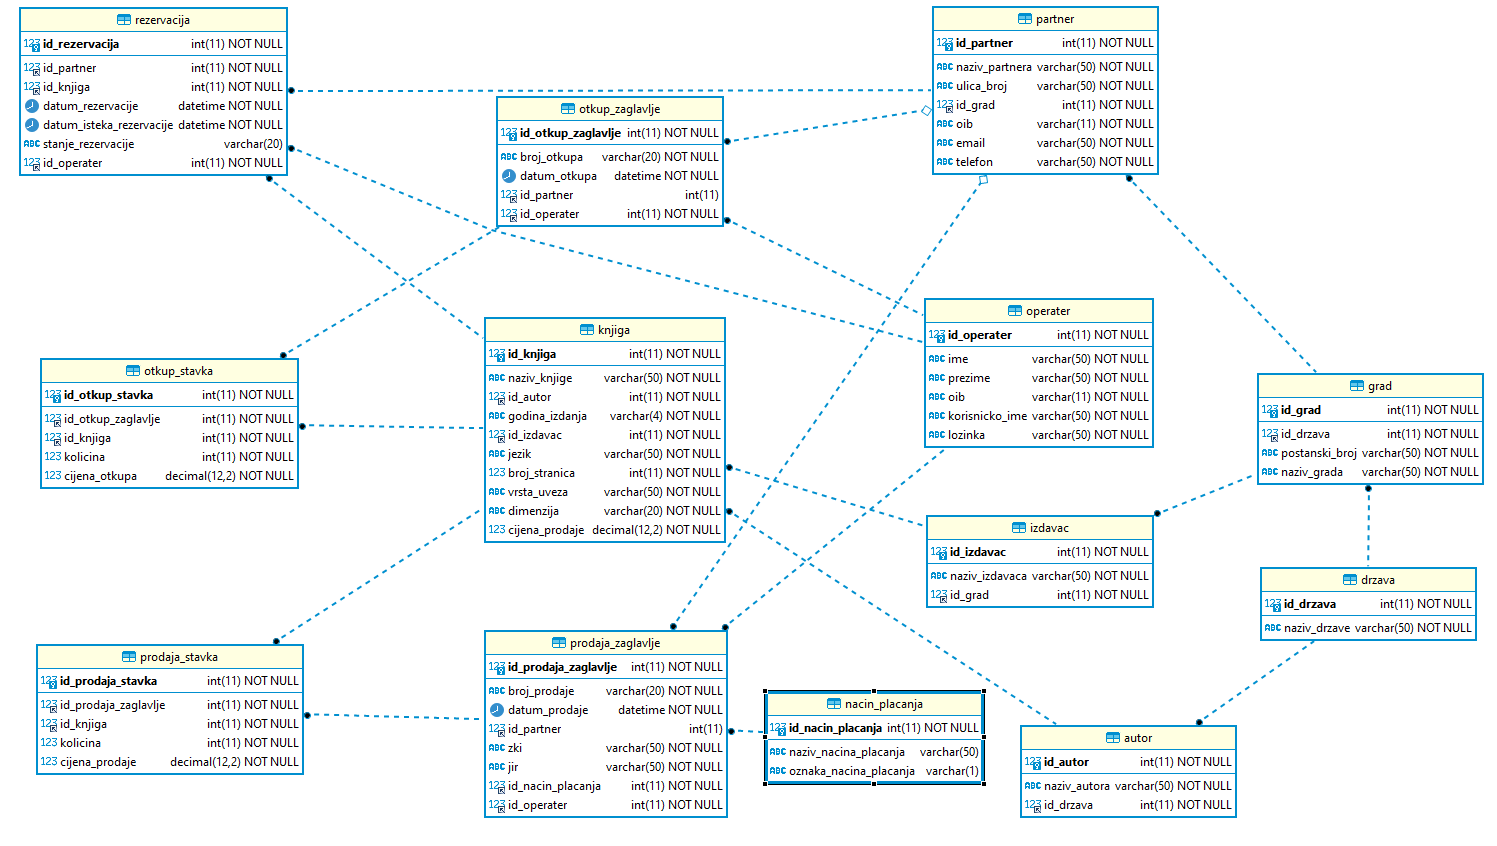 rezervacija
id_rezervacija int(11) NOT NULL
id_partner int(11) NOT NULL
id_knjiga int(11) NOT NULL
datum_rezervacije datetime NOT NULL
datum_isteka_rezervacije datetime NOT NULL
stanje_rezervacije varchar(20)
id_operater int(11) NOT NULL
otkup_zaglavlje
id_otkup_zaglavlje int(11) NOT NULL
broj_otkupa varchar(20) NOT NULL
datum_otkupa datetime NOT NULL
id_partner int(11)
id_operater int(11) NOT NULL
partner
id_partner int(11) NOT NULL
naziv_partnera varchar(50) NOT NULL
ulica_broj varchar(50) NOT NULL
id_grad int(11) NOT NULL
oib varchar(11) NOT NULL
email varchar(50) NOT NULL
telefon varchar(50) NOT NULL
otkup_stavka
id_otkup_stavka int(11) NOT NULL
id_otkup_zaglavlje int(11) NOT NULL
id_knjiga int(11) NOT NULL
kolicina int(11) NOT NULL
cijena_otkupa decimal(12,2) NOT NULL
knjiga
id_knjiga int(11) NOT NULL
naziv_knjige varchar(50) NOT NULL
id_autor int(11) NOT NULL
godina_izdanja varchar(4) NOT NULL
id_izdavac int(11) NOT NULL
jezik varchar(50) NOT NULL
broj_stranica int(11) NOT NULL
vrsta_uveza varchar(50) NOT NULL
dimenzija varchar(20) NOT NULL
cijena_prodaje decimal(12,2) NOT NULL
operater
id_operater int(11) NOT NULL
ime varchar(50) NOT NULL
prezime varchar(50) NOT NULL
oib varchar(11) NOT NULL
korisnicko_ime varchar(50) NOT NULL
lozinka varchar(50) NOT NULL
grad
id_grad int(11) NOT NULL
id_drzava int(11) NOT NULL
postanski_broj varchar(50) NOT NULL
naziv_grada varchar(50) NOT NULL
izdavac
id_izdavac int(11) NOT NULL
naziv_izdavaca varchar(50) NOT NULL
id_grad int(11) NOT NULL
drzava
id_drzava int(11) NOT NULL
naziv_drzave varchar(50) NOT NULL
prodaja_stavka
id_prodaja_stavka int(11) NOT NULL
id_prodaja_zaglavlje int(11) NOT NULL
id_knjiga int(11) NOT NULL
kolicina int(11) NOT NULL
cijena_prodaje decimal(12,2) NOT NULL
prodaja_zaglavlje
id_prodaja_zaglavlje int(11) NOT NULL
broj_prodaje varchar(20) NOT NULL
datum_prodaje datetime NOT NULL
id_partner int(11)
zki varchar(50) NOT NULL
jir varchar(50) NOT NULL
id_nacin_placanja int(11) NOT NULL
id_operater int(11) NOT NULL
nacin_placanja
id_nacin_placanja int(11) NOT NULL
naziv_nacina_placanja varchar(50)
oznaka_nacina_placanja varchar(1)
autor
id_autor int(11) NOT NULL
naziv_autora varchar(50) NOT NULL
id_drzava int(11) NOT NULL